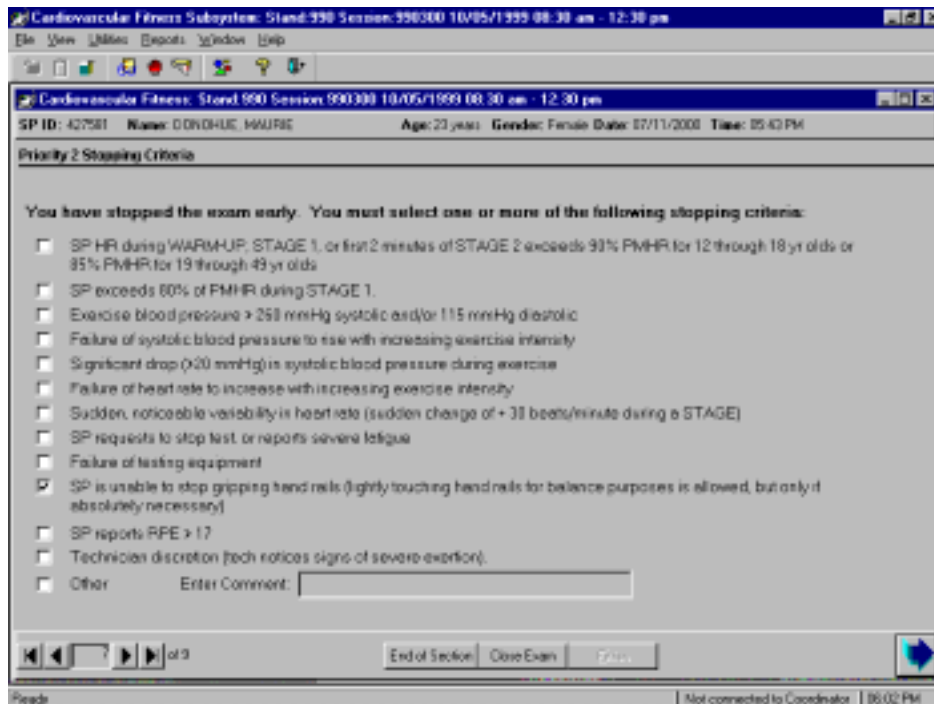 Cardiovascular Fitness Subsystem: Stand:990 Session:990300 10/05/1999 08:30 am - 12:30 pm
File View Utilities Reports Window Help
Cardiovascular Fitness: Stand:990 Session:990300 10/05/1999 08:30 am - 12:30 pm
SP ID: 427581 Name: DONOHUE, MAURIE Age: 23 years Gender: Female Date: 07/11/2000 Time: 05:43 PM
Priority 2 Stopping Criteria
You have stopped the exam early. You must select one or more of the following stopping criteria:
SP HR during WARM-UP, STAGE 1, or first 2 minutes of STAGE 2 exceeds 90% PMHR for 12 through 18 yr olds or
85% PMHR for 19 through 49 yr olds
SP exceeds 80% of PMHR during STAGE 1.
Exercise blood pressure > 260 mmHg systolic and/or 115 mmHg diastolic
Failure of systolic blood pressure to rise with increasing exercise intensity
Significant drop (>20 mmHg) in systolic blood pressure during exercise
Failure of heart rate to increase with increasing exercise intensity
Sudden, noticeable variability in heart rate (sudden change of + 30 beats/minute during a STAGE)
SP requests to stop test, or reports severe fatigue
Failure of testing equipment
SP is unable to stop gripping hand rails (lightly touching hand rails for balance purposes is allowed, but only if
absolutely necessary)
SP reports RPE > 17
Technician discretion (tech notices signs of severe exertion).
Other Enter Comment:
7 of 9 End of Section Close Exam
Ready Not connected to Coordinator 06:02 PM